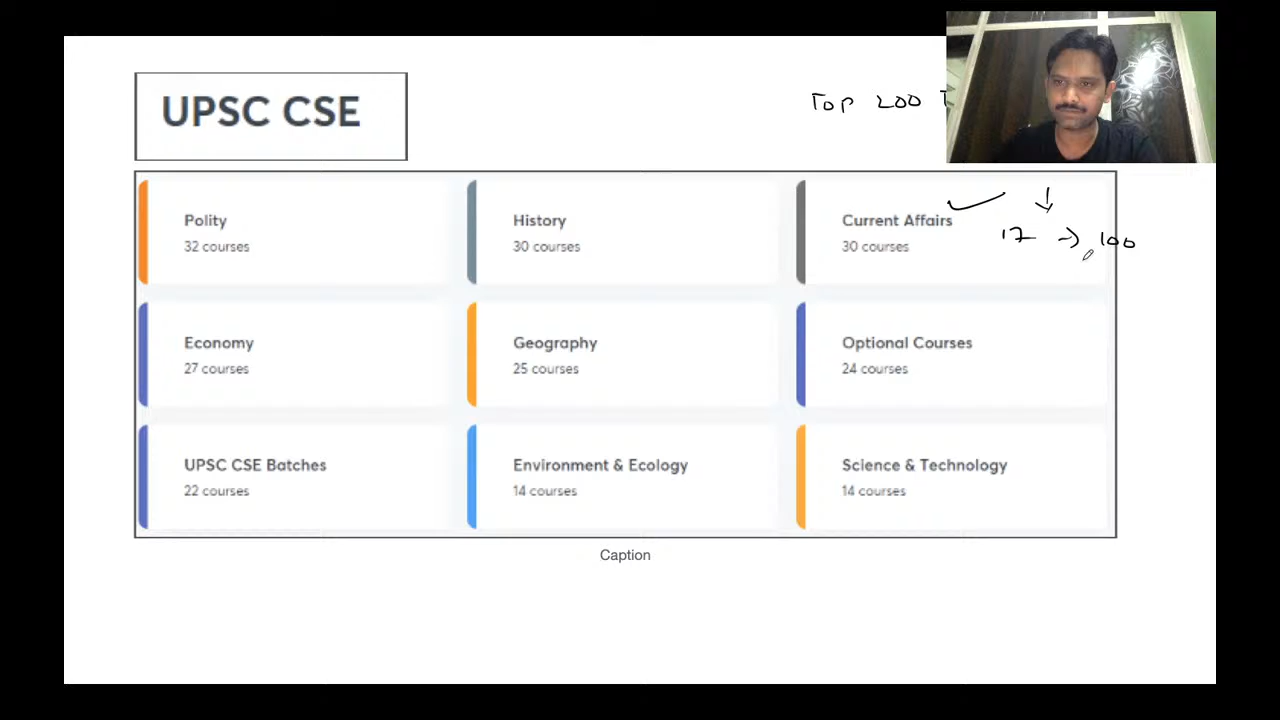 UPSC CSE
Top 200
Polity
32 courses
History
30 courses
Current Affairs
30 courses
17 → 100
Economy
27 courses
Geography
25 courses
Optional Courses
24 courses
UPSC CSE Batches
22 courses
Environment & Ecology
14 courses
Science & Technology
14 courses
Caption